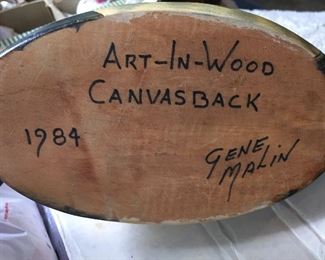 ART-IN-WOOD
CANVASBACK
1984
GENE
MALIN